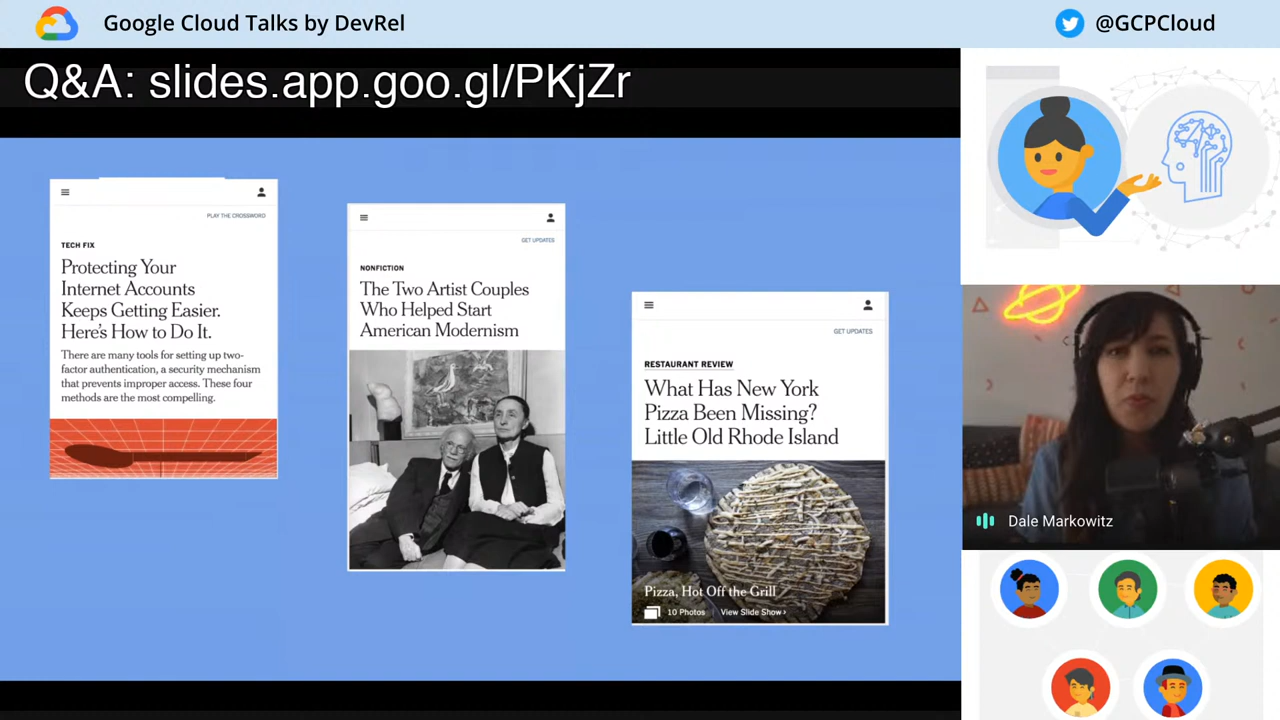 Google Cloud Talks by DevRel
@GCPCloud
Q&A: slides.app.goo.gl/PKjZr
PLAY THE CROSSWORD
TECH FIX
Protecting Your
Internet Accounts
Keeps Getting Easier.
Here's How to Do It.
There are many tools for setting up two-
factor authentication, a security mechanism
that prevents improper access. These four
methods are the most compelling.
GET UPDATES
NONFICTION
The Two Artist Couples
Who Helped Start
American Modernism
GET UPDATES
RESTAURANT REVIEW
What Has New York
Pizza Been Missing?
Little Old Rhode Island
Pizza, Hot Off the Grill
10 Photos | View Slide Show ›
Dale Markowitz